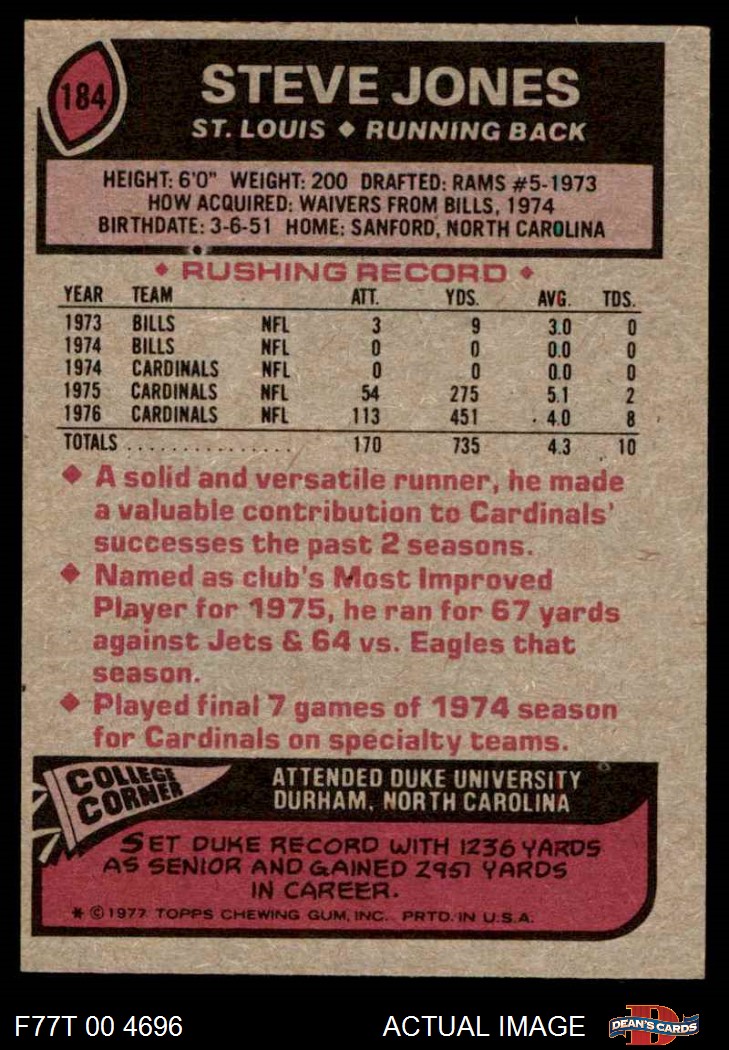 184
STEVE JONES
ST. LOUIS ◆ RUNNING BACK
HEIGHT: 6'0" WEIGHT: 200 DRAFTED: RAMS #5-1973
HOW ACQUIRED: WAIVERS FROM BILLS, 1974
BIRTHDATE: 3-6-51 HOME: SANFORD, NORTH CAROLINA
◆ RUSHING RECORD ◆
YEAR TEAM ATT. YDS. AVG. TDS.
1973 BILLS NFL 3 9 3.0 0
1974 BILLS NFL 0 0 0.0 0
1974 CARDINALS NFL 0 0 0.0 0
1975 CARDINALS NFL 54 275 5.1 2
1976 CARDINALS NFL 113 451 4.0 8
TOTALS . . . . . . . . . . . . . . . 170 735 4.3 10
◆ A solid and versatile runner, he made
a valuable contribution to Cardinals'
successes the past 2 seasons.
◆ Named as club's Most Improved
Player for 1975, he ran for 67 yards
against Jets & 64 vs. Eagles that
season.
◆ Played final 7 games of 1974 season
for Cardinals on specialty teams.
COLLEGE
CORNER
ATTENDED DUKE UNIVERSITY
DURHAM, NORTH CAROLINA
SET DUKE RECORD WITH 1236 YARDS
AS SENIOR AND GAINED 2951 YARDS
IN CAREER.
* © 1977 TOPPS CHEWING GUM, INC. PRTD. IN U.S.A.
F77T 00 4696 ACTUAL IMAGE
D
DEAN'S CARDS